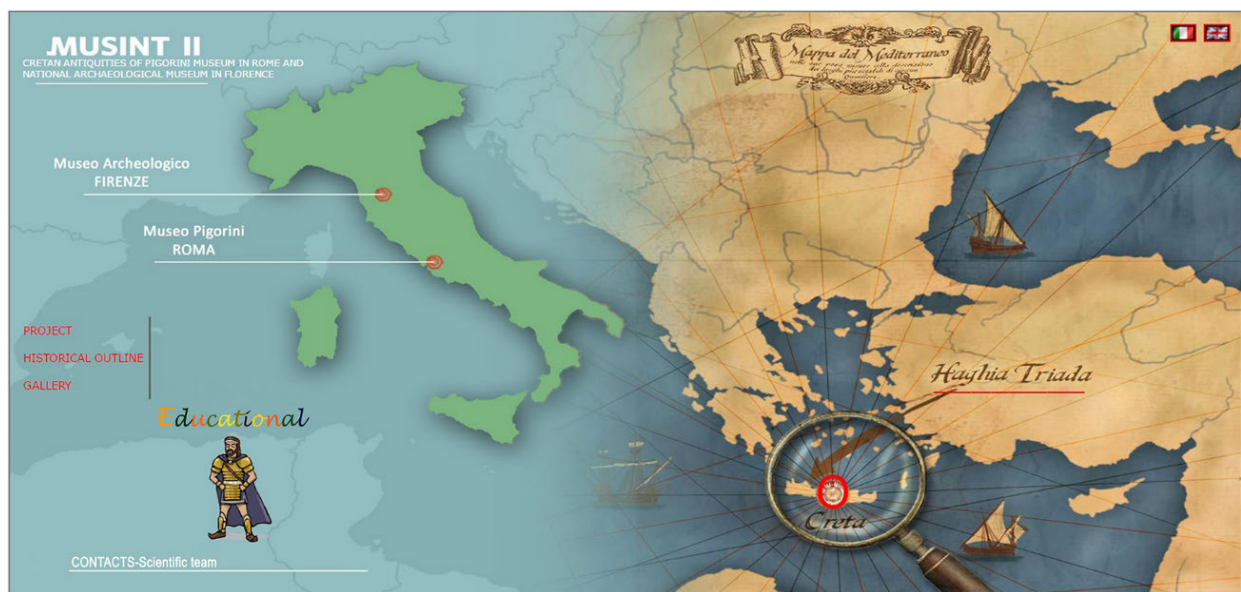 MUSINT II
CRETAN ANTIQUITIES OF PIGORINI MUSEUM IN ROME AND
NATIONAL ARCHAEOLOGICAL MUSEUM IN FLORENCE
Mappa del Mediterraneo
Museo Archeologico
FIRENZE
Museo Pigorini
ROMA
PROJECT
HISTORICAL OUTLINE
GALLERY
Educational
Haghia Triada
Creta
CONTACTS-Scientific team